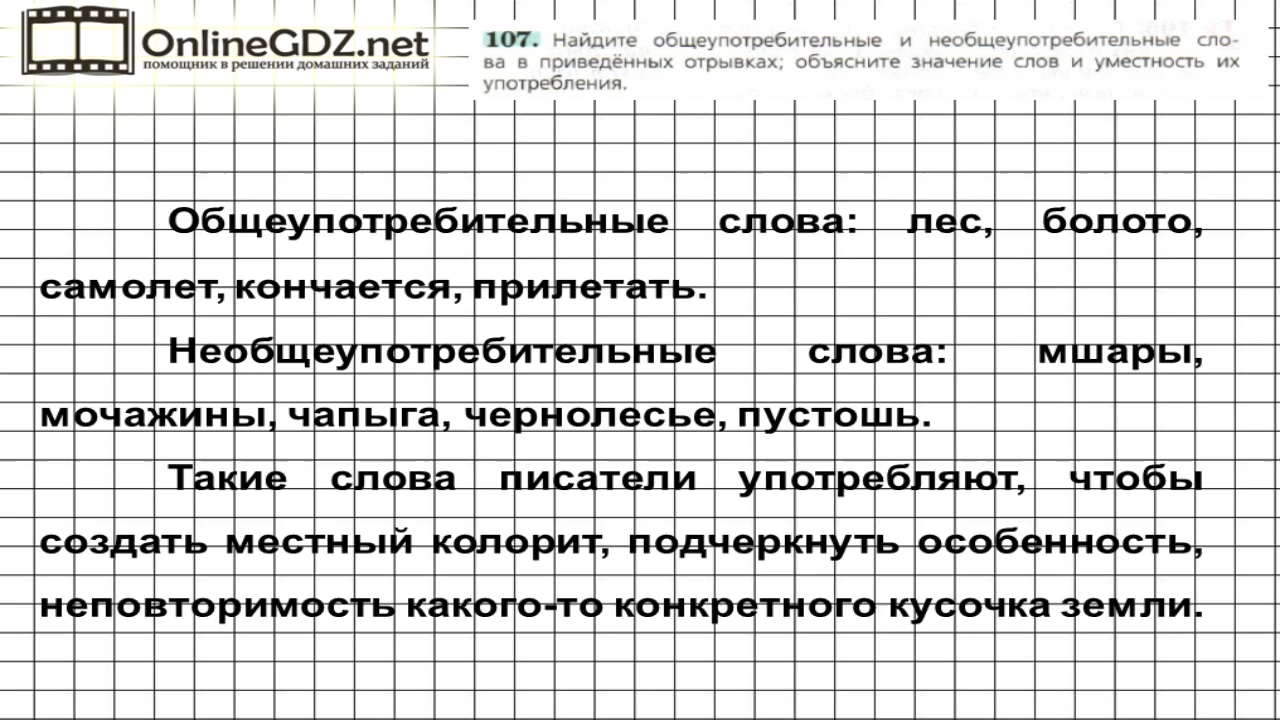 OnlineGDZ.net
помощник в решении домашних заданий
107. Найдите общеупотребительные и необщеупотребительные сло-
ва в приведённых отрывках; объясните значение слов и уместность их
употребления.
Общеупотребительные слова: лес, болото,
самолет, кончается, прилетать.
Необщеупотребительные слова: мшары,
мочажины, чапыга, чернолесье, пустошь.
Такие слова писатели употребляют, чтобы
создать местный колорит, подчеркнуть особенность,
неповторимость какого-то конкретного кусочка земли.